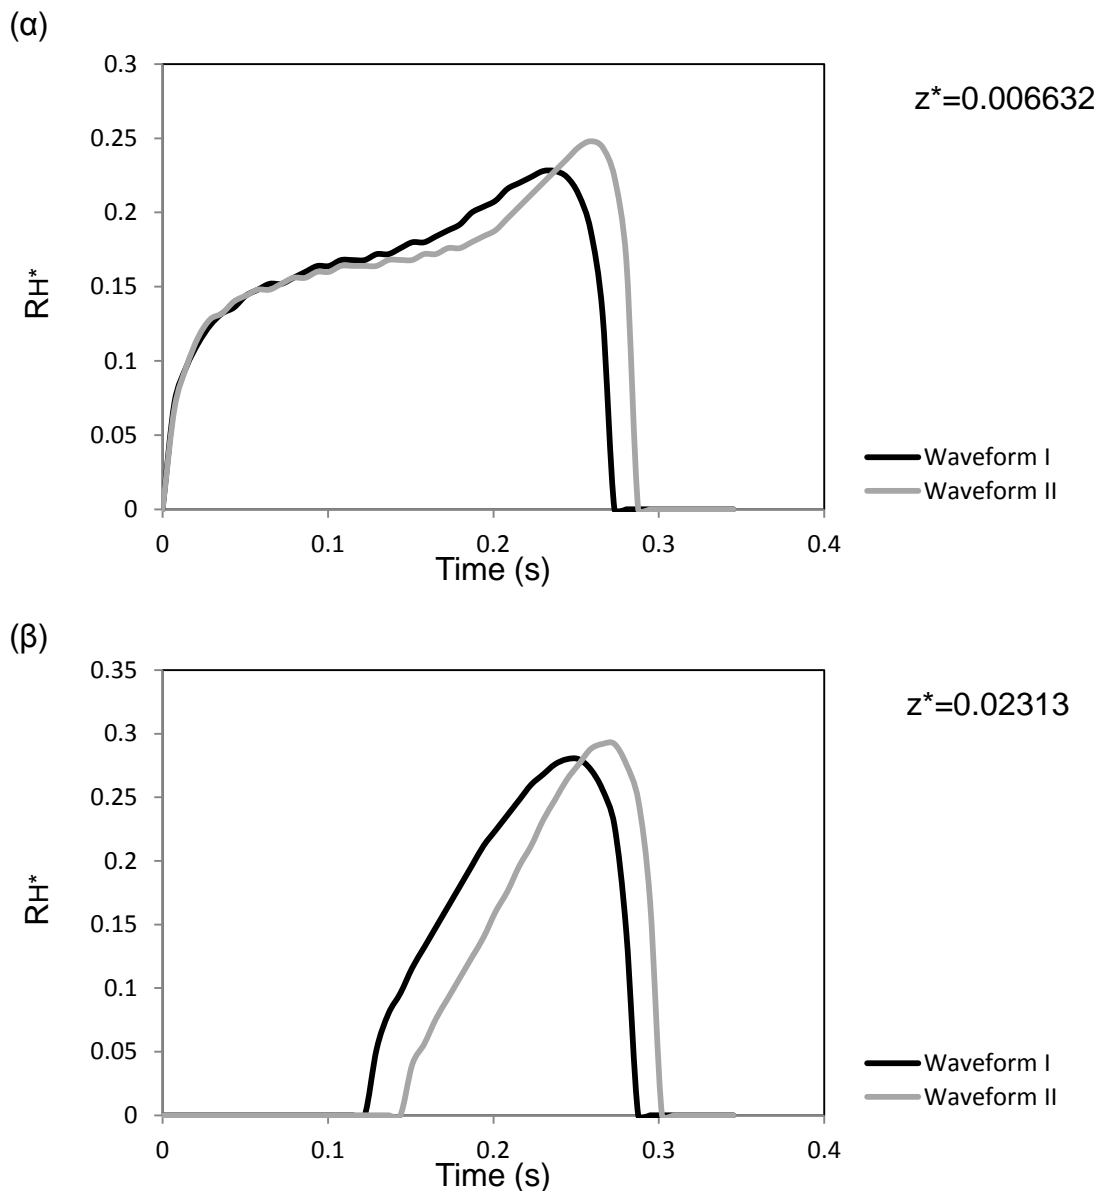 (α)
0.3
z*=0.006632
0.25
0.2
0.15
RH*
0.1
0.05
Waveform I
Waveform II
0
0 0.1 0.2 0.3 0.4
Time (s)
(β)
0.35
z*=0.02313
0.3
0.25
0.2
RH*
0.15
0.1
0.05
Waveform I
Waveform II
0
0 0.1 0.2 0.3 0.4
Time (s)